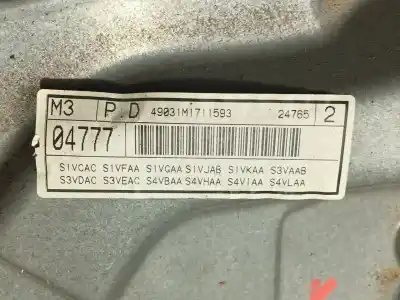 M3 P D 49031M1711593 24765 2
04777
S1VCAC S1VFAA S1VGAA S1VJAB S1VKAA S3VAAB
S3VDAC S3VEAC S4VBAA S4VHAA S4VIAA S4VLAA